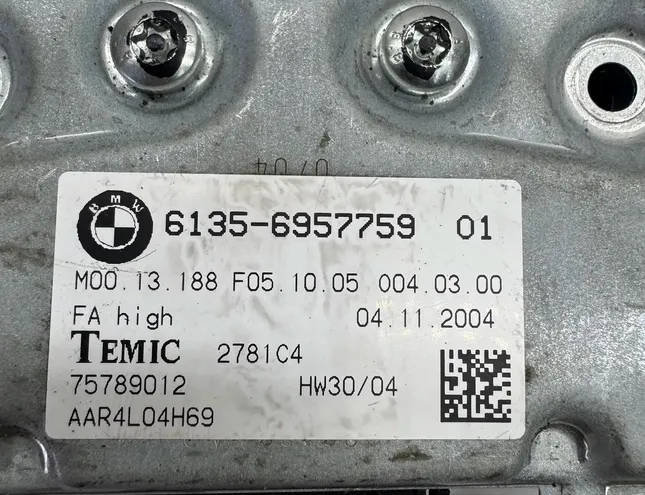 BMW
6135-6957759 01
M00.13.188 F05.10.05 004.03.00
FA high 04.11.2004
TEMIC 2781C4
75789012 HW30/04
AAR4L04H69